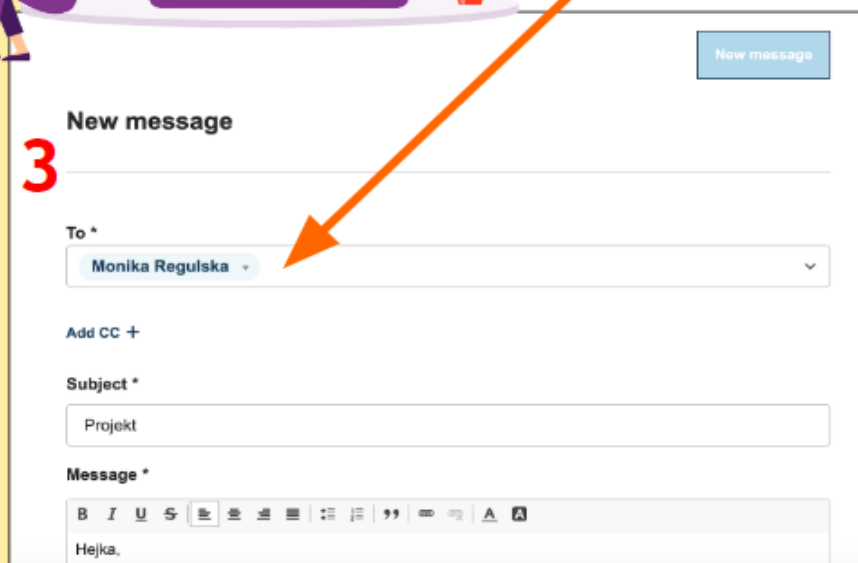 New message
New message
3
To *
Monika Regulska
Add CC +
Subject *
Projekt
Message *
B I U S A A
Hejka,